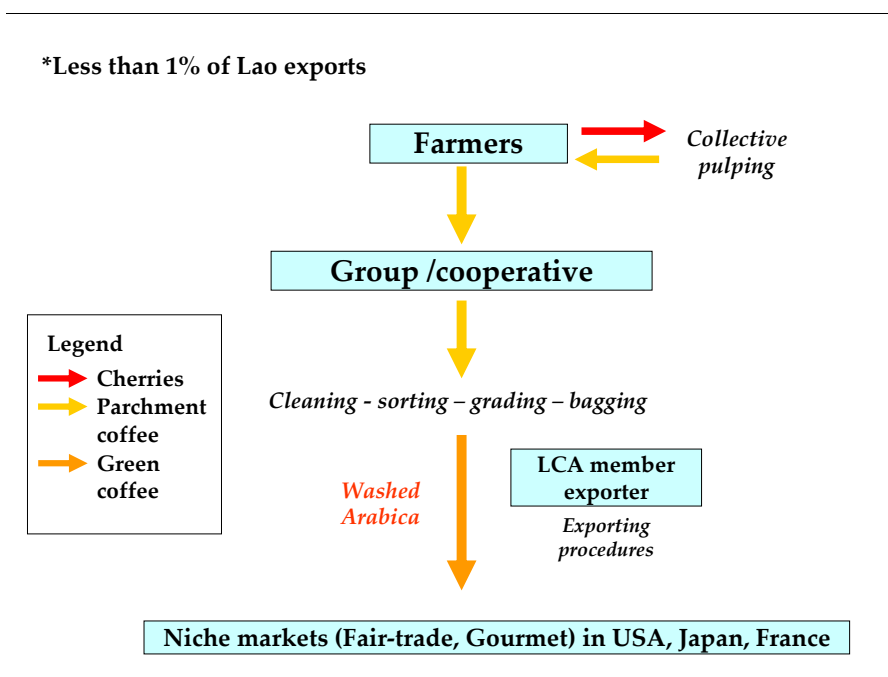 *Less than 1% of Lao exports
Farmers
Collective
pulping
Group /cooperative
Legend
Cherries
Parchment
coffee
Green
coffee
Cleaning - sorting – grading – bagging
Washed
Arabica
LCA member
exporter
Exporting
procedures
Niche markets (Fair-trade, Gourmet) in USA, Japan, France